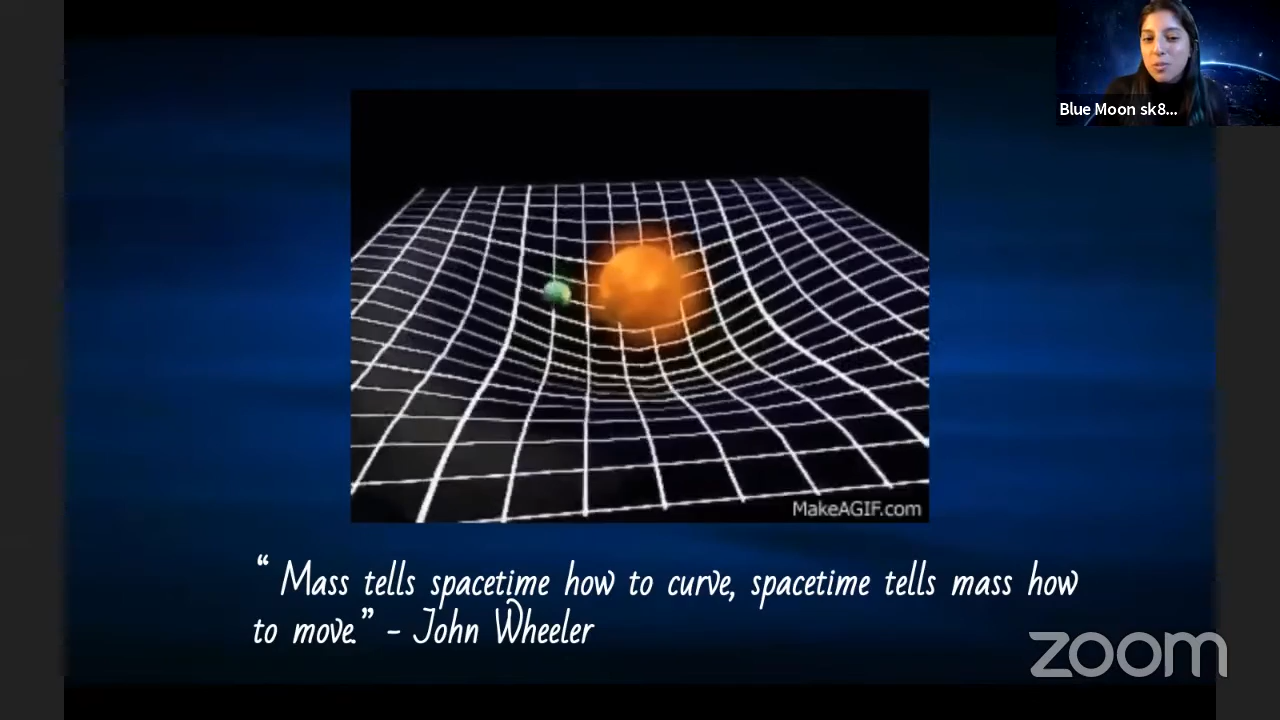 Blue Moon sk8...
MakeAGIF.com
“ Mass tells spacetime how to curve, spacetime tells mass how
to move.” - John Wheeler
zoom